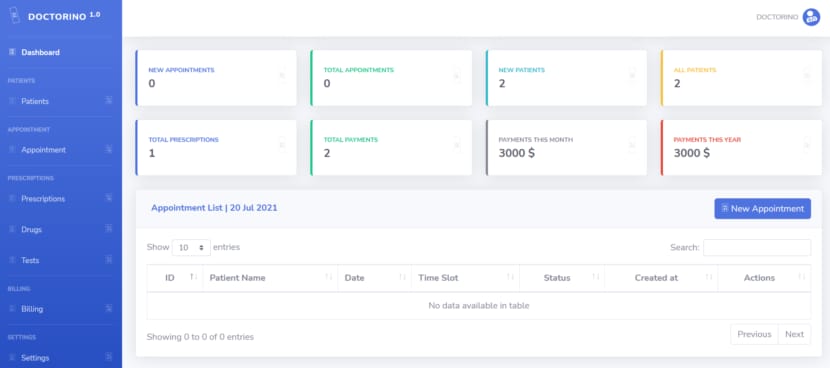 DOCTORINO 1.0
DOCTORINO
Dashboard
PATIENTS
Patients
APPOINTMENT
Appointment
PRESCRIPTIONS
Prescriptions
Drugs
Tests
BILLING
Billing
SETTINGS
Settings
NEW APPOINTMENTS
0
TOTAL APPOINTMENTS
0
NEW PATIENTS
2
ALL PATIENTS
2
TOTAL PRESCRIPTIONS
1
TOTAL PAYMENTS
2
PAYMENTS THIS MONTH
3000 $
PAYMENTS THIS YEAR
3000 $
Appointment List | 20 Jul 2021
New Appointment
Show 10 entries
Search:
ID Patient Name Date Time Slot Status Created at Actions
No data available in table
Showing 0 to 0 of 0 entries
Previous Next